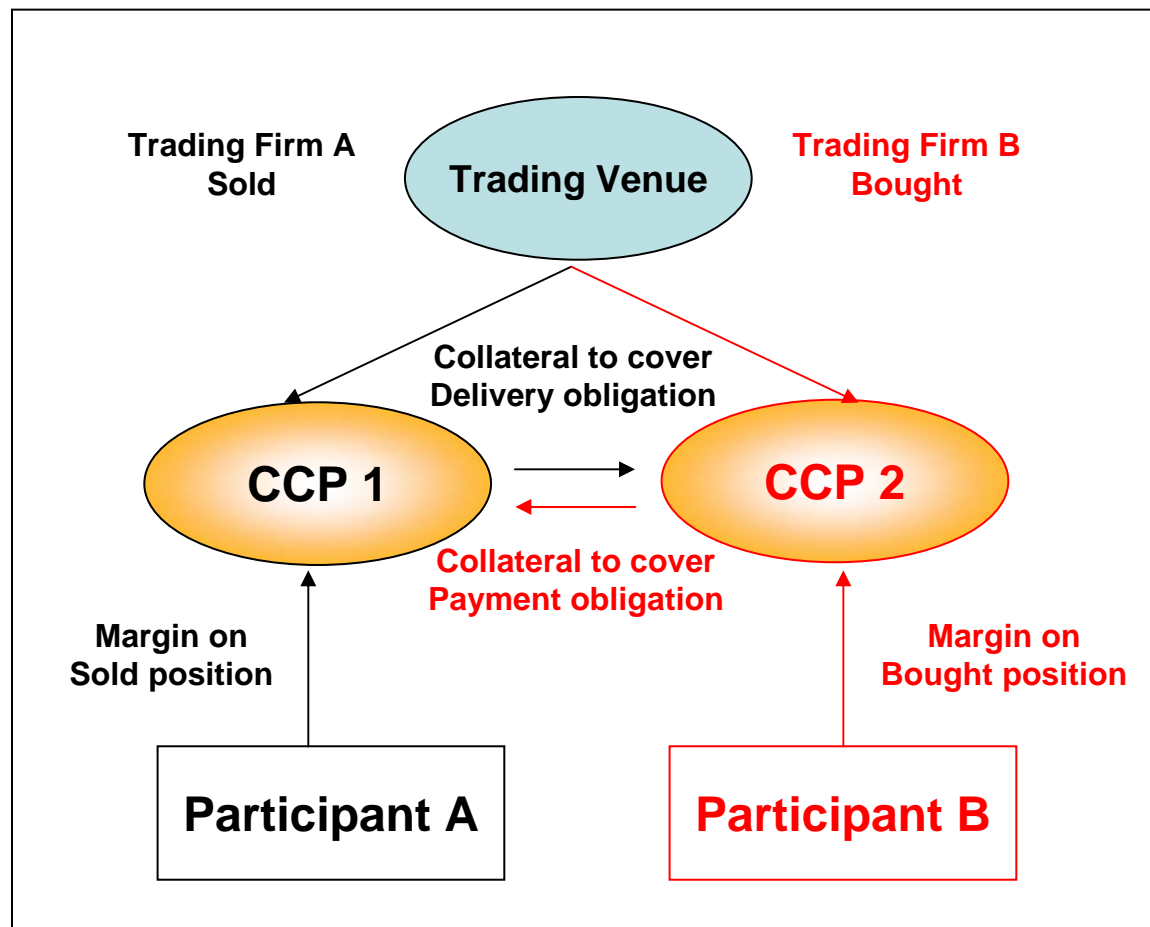 Trading Firm A
Sold
Trading Venue
Trading Firm B
Bought
Collateral to cover
Delivery obligation
CCP 1
CCP 2
Collateral to cover
Payment obligation
Margin on
Sold position
Margin on
Bought position
Participant A
Participant B